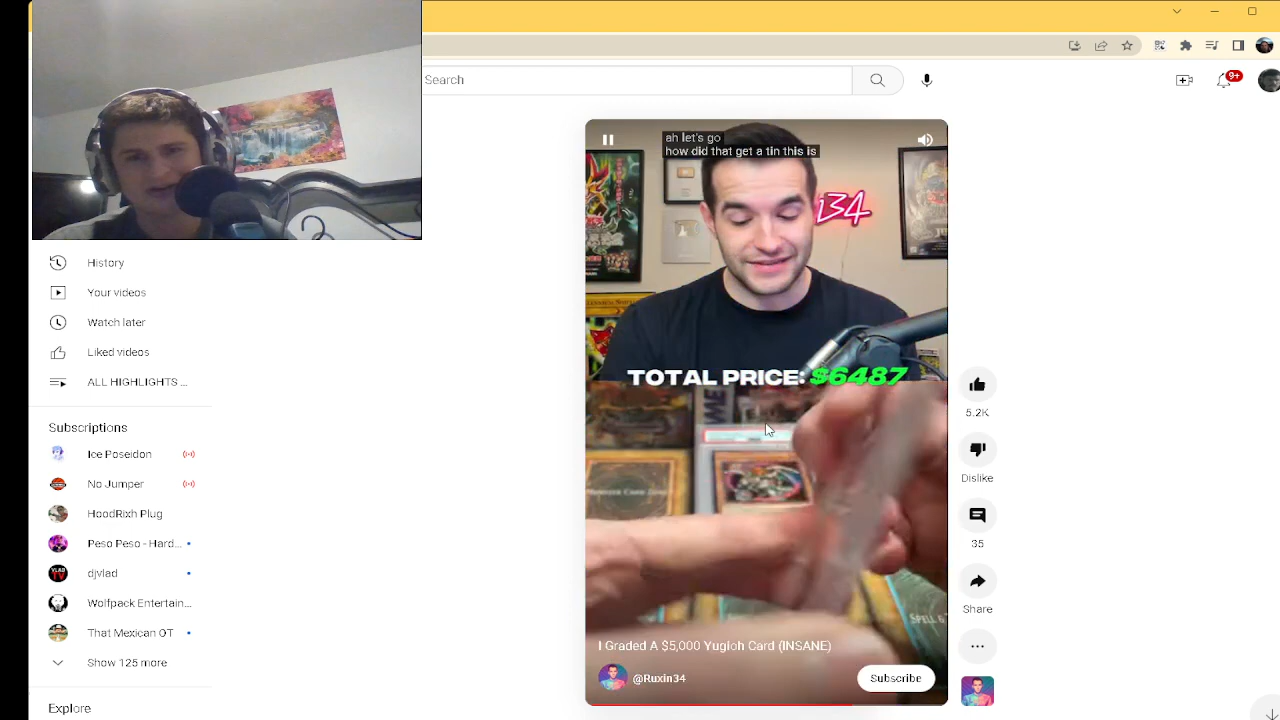 Search
9+
History
Your videos
Watch later
Liked videos
ALL HIGHLIGHTS ...
Subscriptions
Ice Poseidon
No Jumper
HoodRixh Plug
Peso Peso - Hard...
djvlad
Wolfpack Entertain...
That Mexican OT
Show 125 more
Explore
ah let's go
how did that get a tin this is
i34
TOTAL PRICE: $6487
I Graded A $5,000 Yugioh Card (INSANE)
@Ruxin34
Subscribe
5.2K
Dislike
35
Share